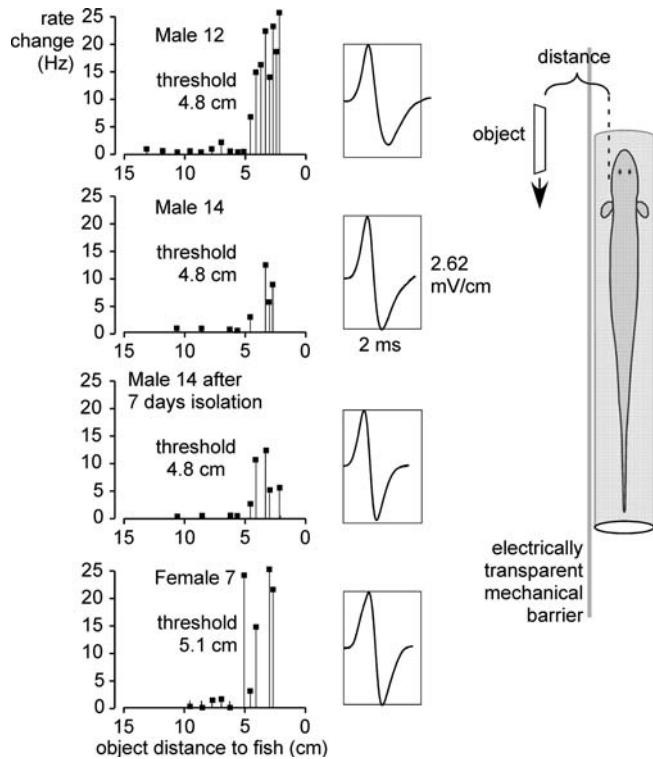 rate
change
(Hz)
25
20
15
10
5
0
Male 12
threshold
4.8 cm
15 10 5 0
25
20
15
10
5
0
Male 14
threshold
4.8 cm
15 10 5 0
2.62
mV/cm
2 ms
25
20
15
10
5
0
Male 14 after
7 days isolation
threshold
4.8 cm
15 10 5 0
25
20
15
10
5
0
Female 7
threshold
5.1 cm
15 10 5 0
object distance to fish (cm)
distance
object
electrically
transparent
mechanical
barrier